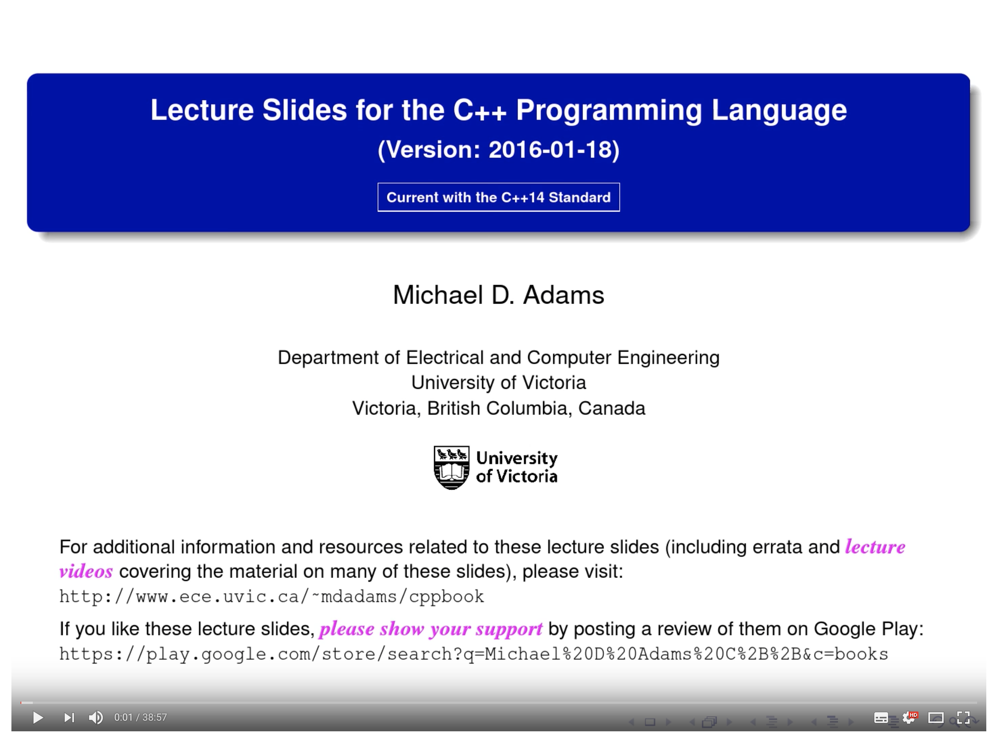 Lecture Slides for the C++ Programming Language
(Version: 2016-01-18)
Current with the C++14 Standard
Michael D. Adams
Department of Electrical and Computer Engineering
University of Victoria
Victoria, British Columbia, Canada
University
of Victoria
For additional information and resources related to these lecture slides (including errata and lecture
videos covering the material on many of these slides), please visit:
http://www.ece.uvic.ca/~mdadams/cppbook
If you like these lecture slides, please show your support by posting a review of them on Google Play:
https://play.google.com/store/search?q=Michael%20D%20Adams%20C%2B%2B&c=books
0:01 / 38:57
HD